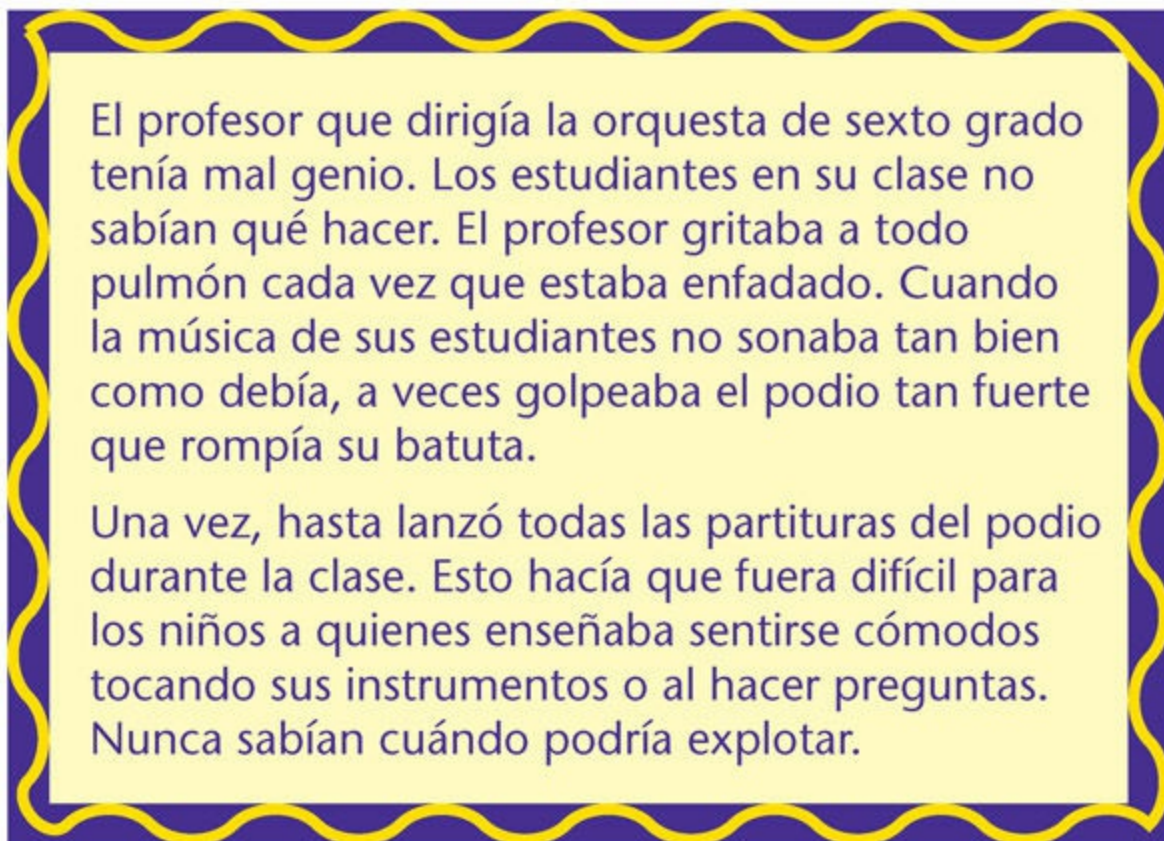 El profesor que dirigía la orquesta de sexto grado
tenía mal genio. Los estudiantes en su clase no
sabían qué hacer. El profesor gritaba a todo
pulmón cada vez que estaba enfadado. Cuando
la música de sus estudiantes no sonaba tan bien
como debía, a veces golpeaba el podio tan fuerte
que rompía su batuta.
Una vez, hasta lanzó todas las partituras del podio
durante la clase. Esto hacía que fuera difícil para
los niños a quienes enseñaba sentirse cómodos
tocando sus instrumentos o al hacer preguntas.
Nunca sabían cuándo podría explotar.